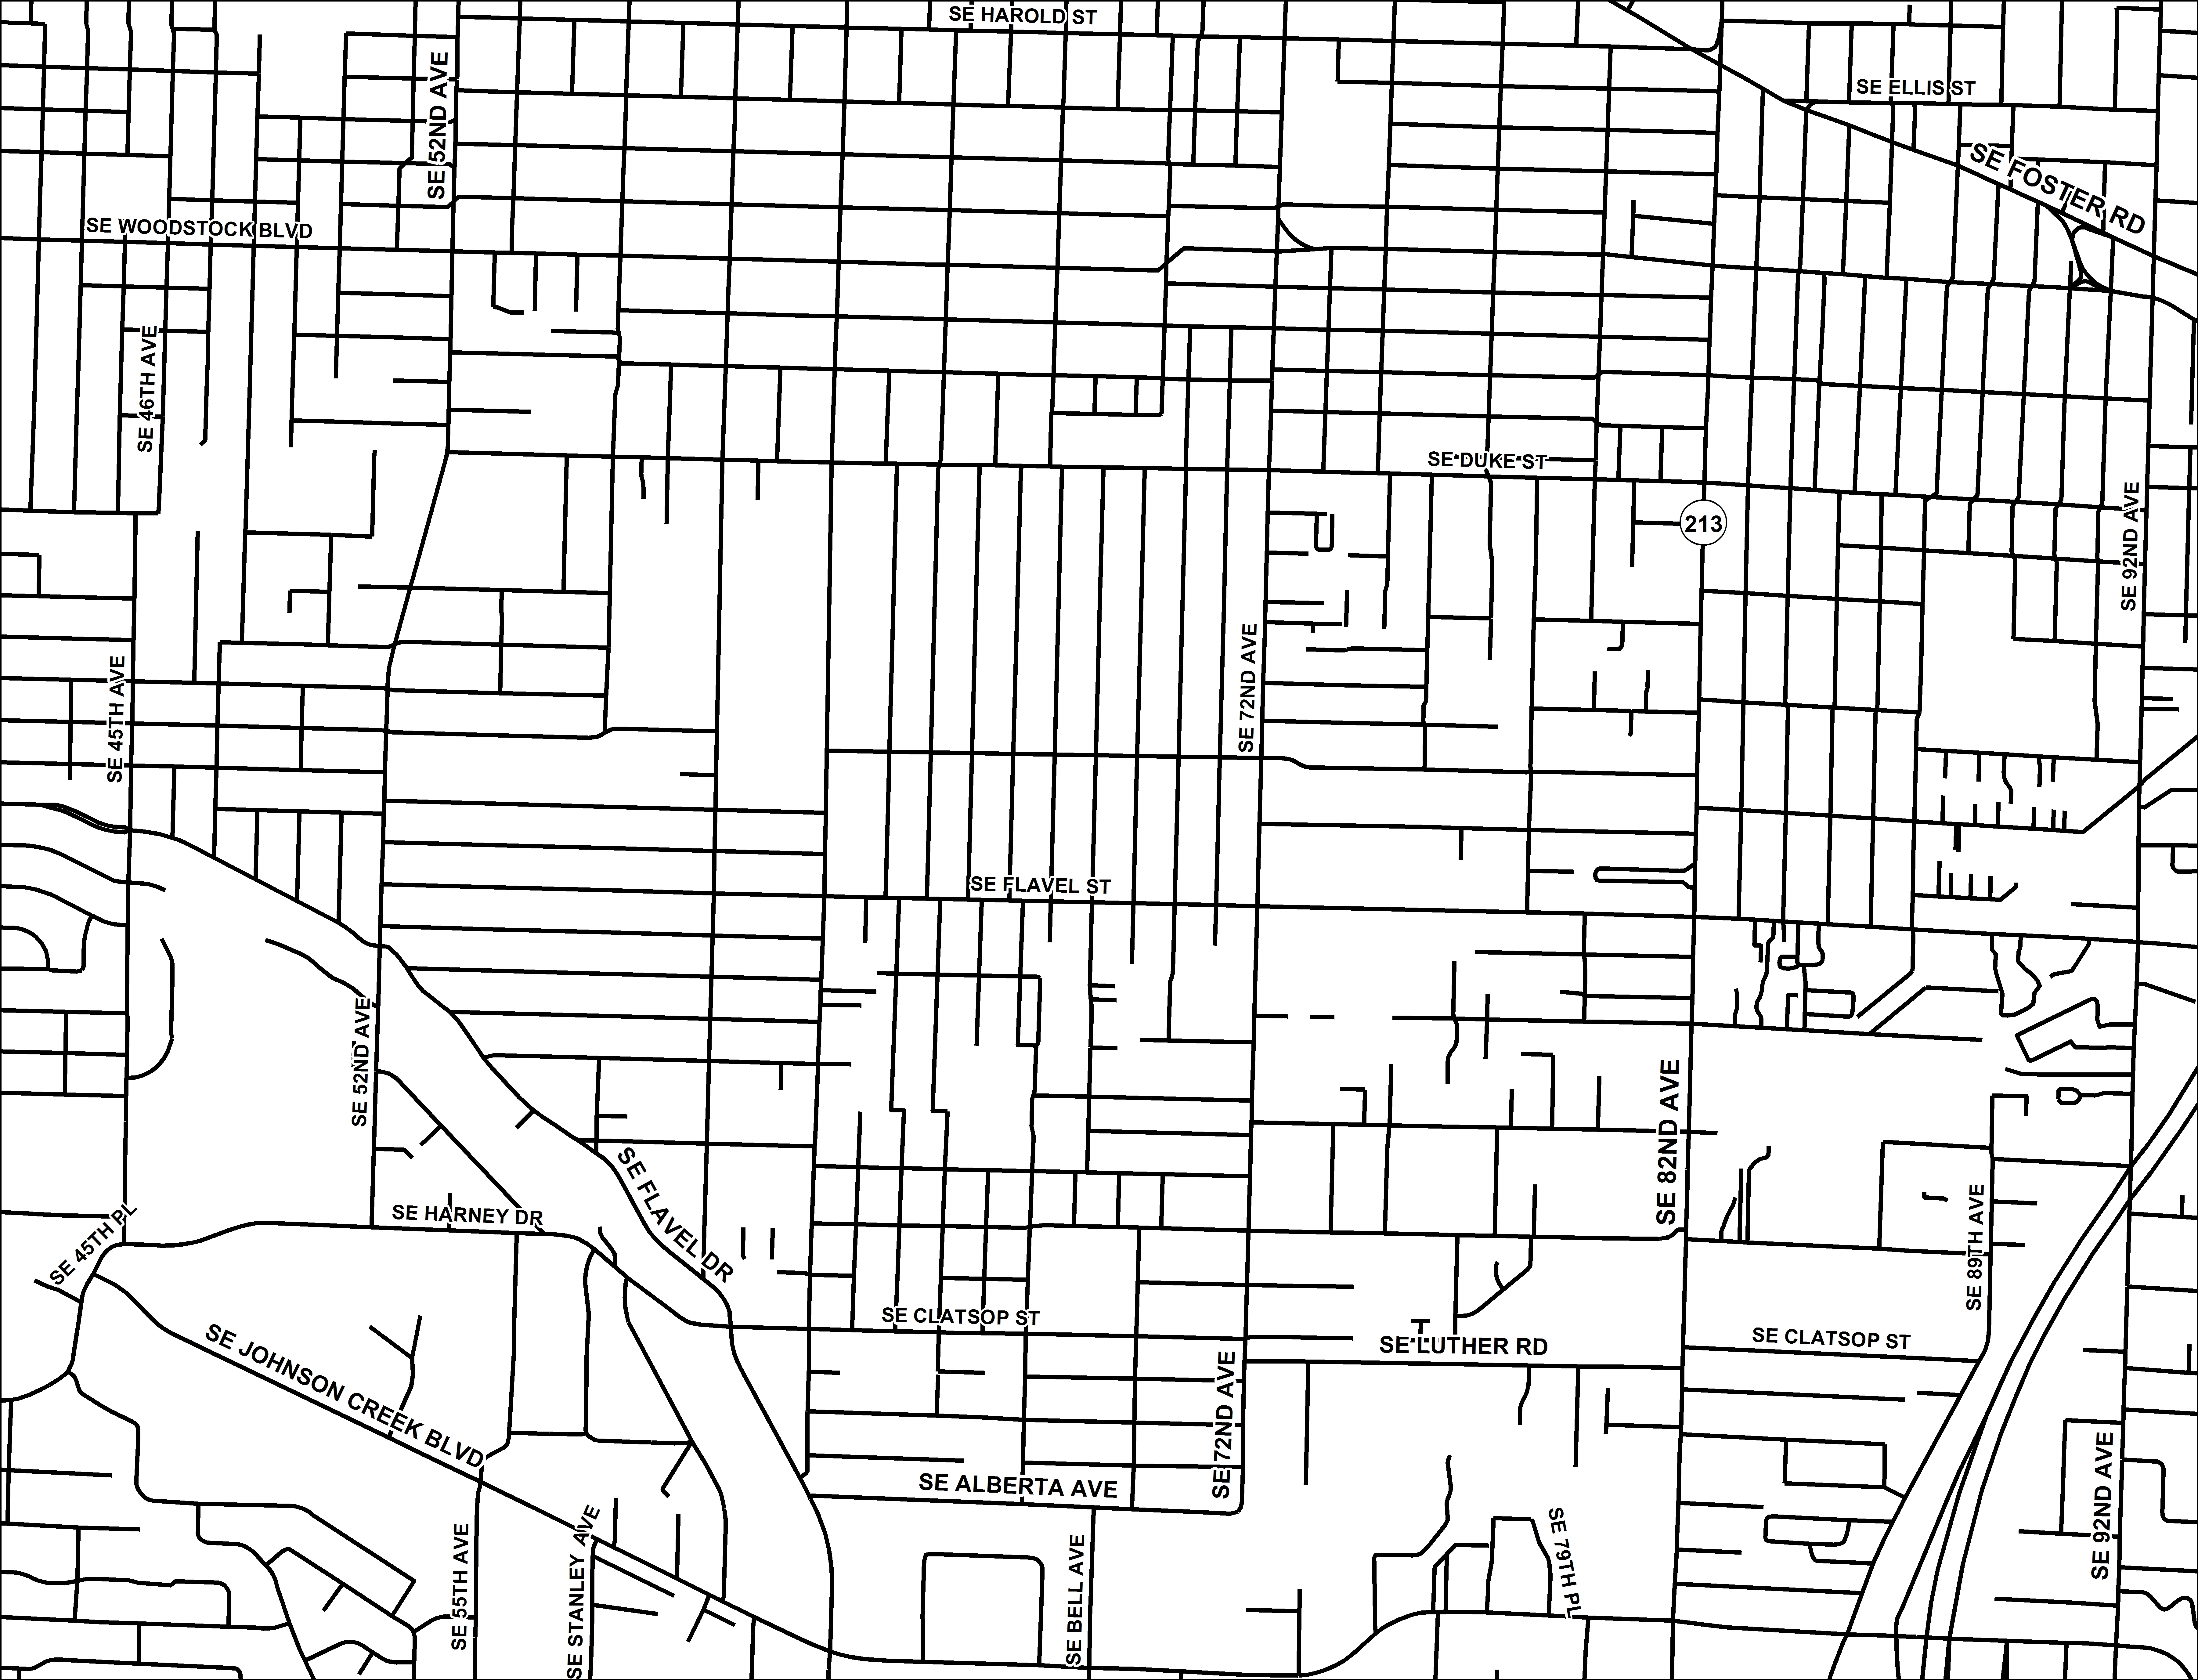 SE HAROLD ST
SE 52ND AVE
SE ELLIS ST
SE FOSTER RD
SE WOODSTOCK BLVD
SE 46TH AVE
SE DUKE ST
213
SE 92ND AVE
SE 72ND AVE
SE 45TH AVE
SE FLAVEL ST
SE 52ND AVE
SE 82ND AVE
SE HARNEY DR
SE FLAVEL DR
SE 45TH PL
SE 89TH AVE
SE CLATSOP ST
SE LUTHER RD
SE CLATSOP ST
SE JOHNSON CREEK BLVD
SE 72ND AVE
SE ALBERTA AVE
SE 92ND AVE
SE 55TH AVE
SE STANLEY AVE
SE BELL AVE
SE 79TH PL